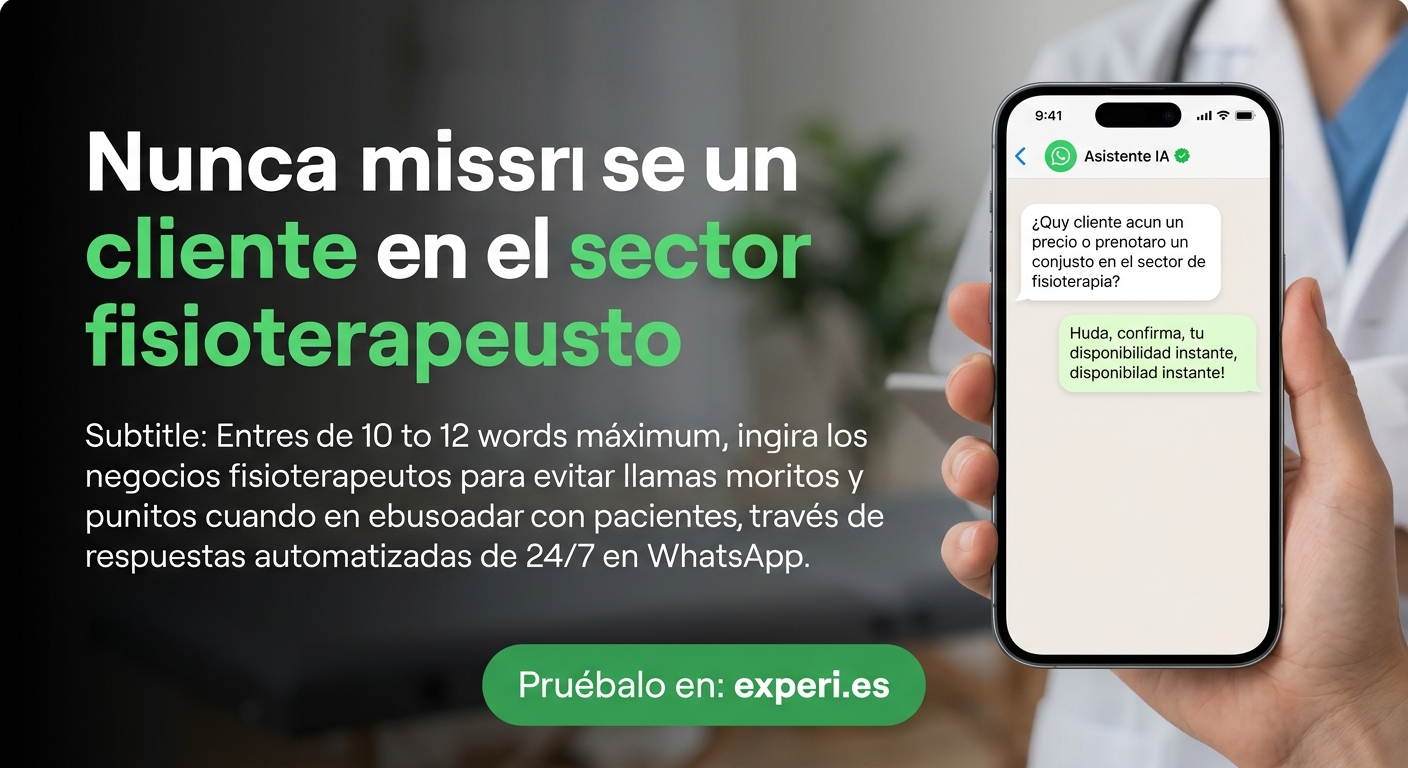 Nunca missrı se un
cliente en el sector
fisioterapeusto
Subtitle: Entres de 10 to 12 words máximum, ingira los
negocios fisioterapeutos para evitar llamas moritos y
punitos cuando en ebusoadar con pacientes, través de
respuestas automatizadas de 24/7 en WhatsApp.
Pruébalo en: experi.es
9:41
Asistente IA
¿Quy cliente acun un
precio o prenotaro un
conjusto en el sector de
fisioterapia?
Huda, confirma, tu
disponibilidad instante,
disponibilad instante!